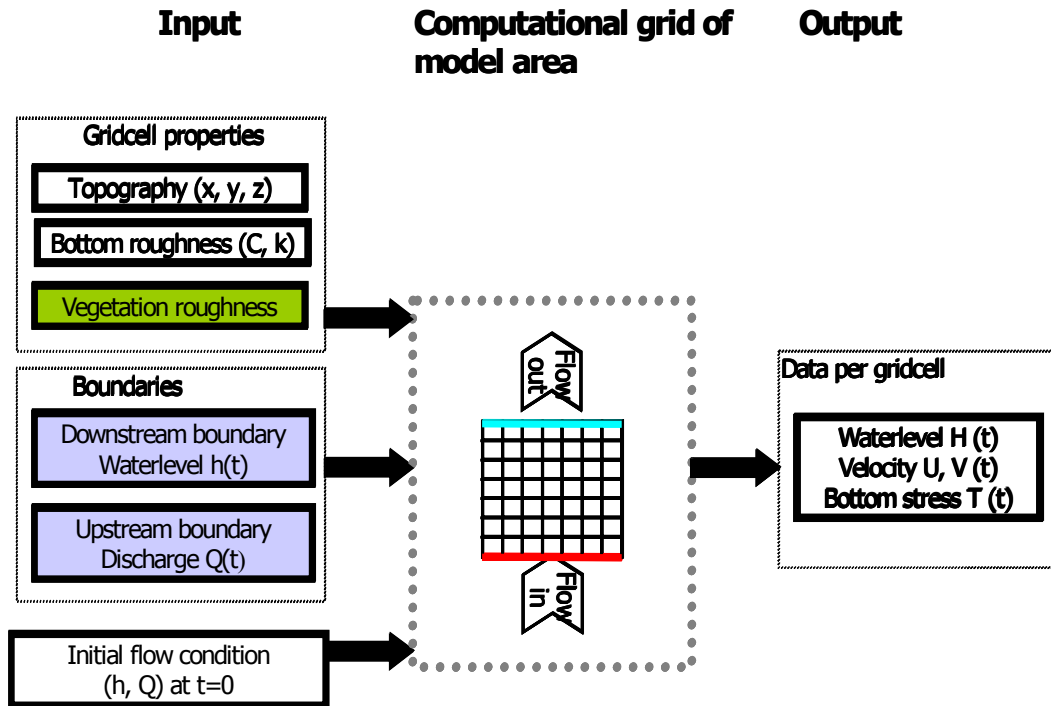 Input
Computational grid of
model area
Output
Gridcell properties
Topography (x, y, z)
Bottom roughness (C, k)
Vegetation roughness
Boundaries
Downstream boundary
Waterlevel h(t)
Upstream boundary
Discharge Q(t)
Initial flow condition
(h, Q) at t=0
Flow
out
Flow
in
Data per gridcell
Waterlevel H (t)
Velocity U, V (t)
Bottom stress T (t)